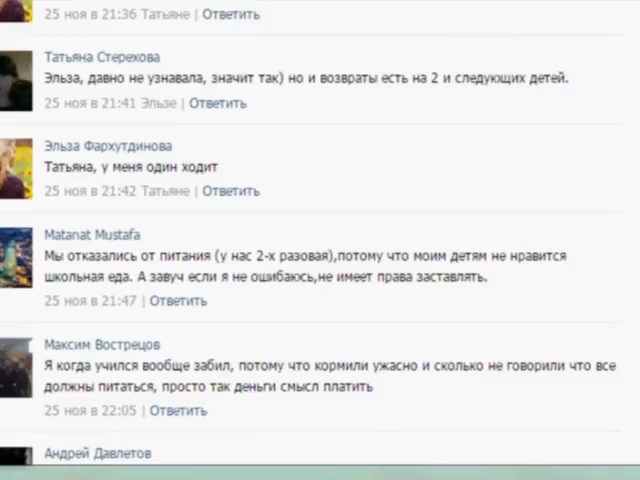 25 ноя в 21:36 Татьяне | Ответить
Татьяна Стерехова
Эльза, давно не узнавала, значит так) но и возвраты есть на 2 и следующих детей.
25 ноя в 21:41 Эльзе | Ответить
Эльза Фархутдинова
Татьяна, у меня один ходит
25 ноя в 21:42 Татьяне | Ответить
Matanat Mustafa
Мы отказались от питания (у нас 2-х разовая),потому что моим детям не нравится
школьная еда. А завуч если я не ошибаюсь,не имеет права заставлять.
25 ноя в 21:47 | Ответить
Максим Вострецов
Я когда учился вообще забил, потому что кормили ужасно и сколько не говорили что все
должны питаться, просто так деньги смысл платить
25 ноя в 22:05 | Ответить
Андрей Давлетов